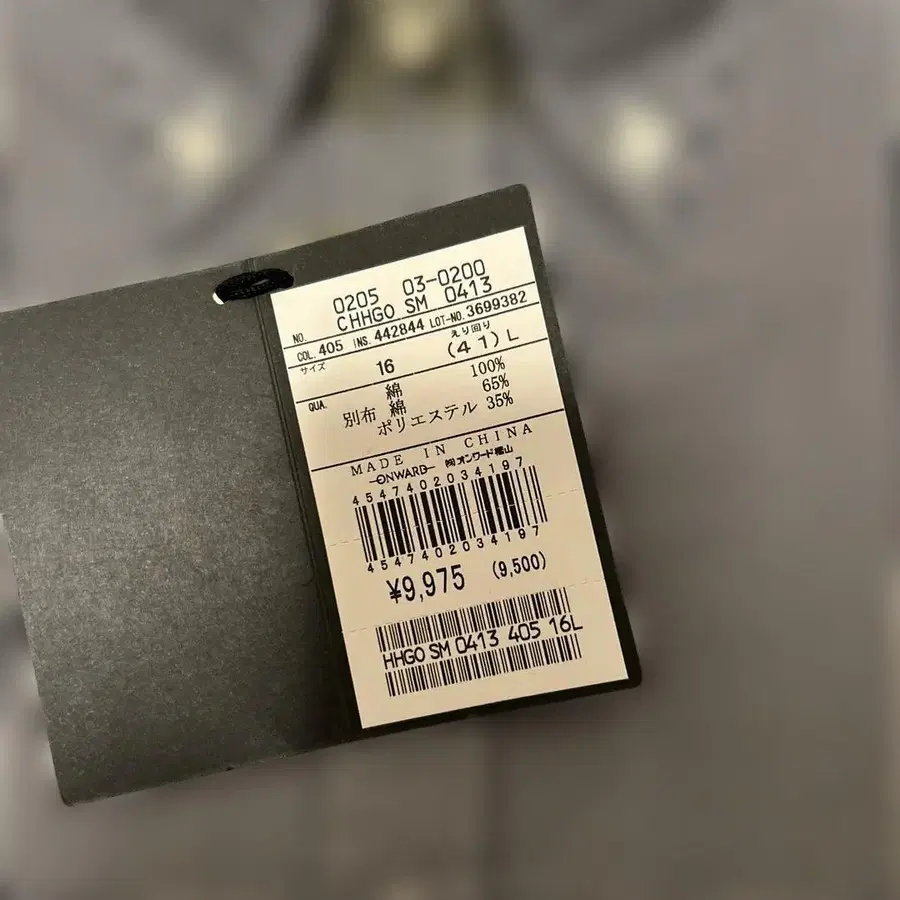 0205 03-0200
NO. CHHGO SM 0413
COL. 405 INS. 442844 LOT-NO. 3699382
サイズ えり回り
16 (41)L
QUA. 綿 100%
別布 綿 65%
ポリエステル 35%
MADE IN CHINA
ONWARD ㈱オンワード樫山
4547402034197
4547402034197
¥9,975 (9,500)
HHGO SM 0413 405 16L